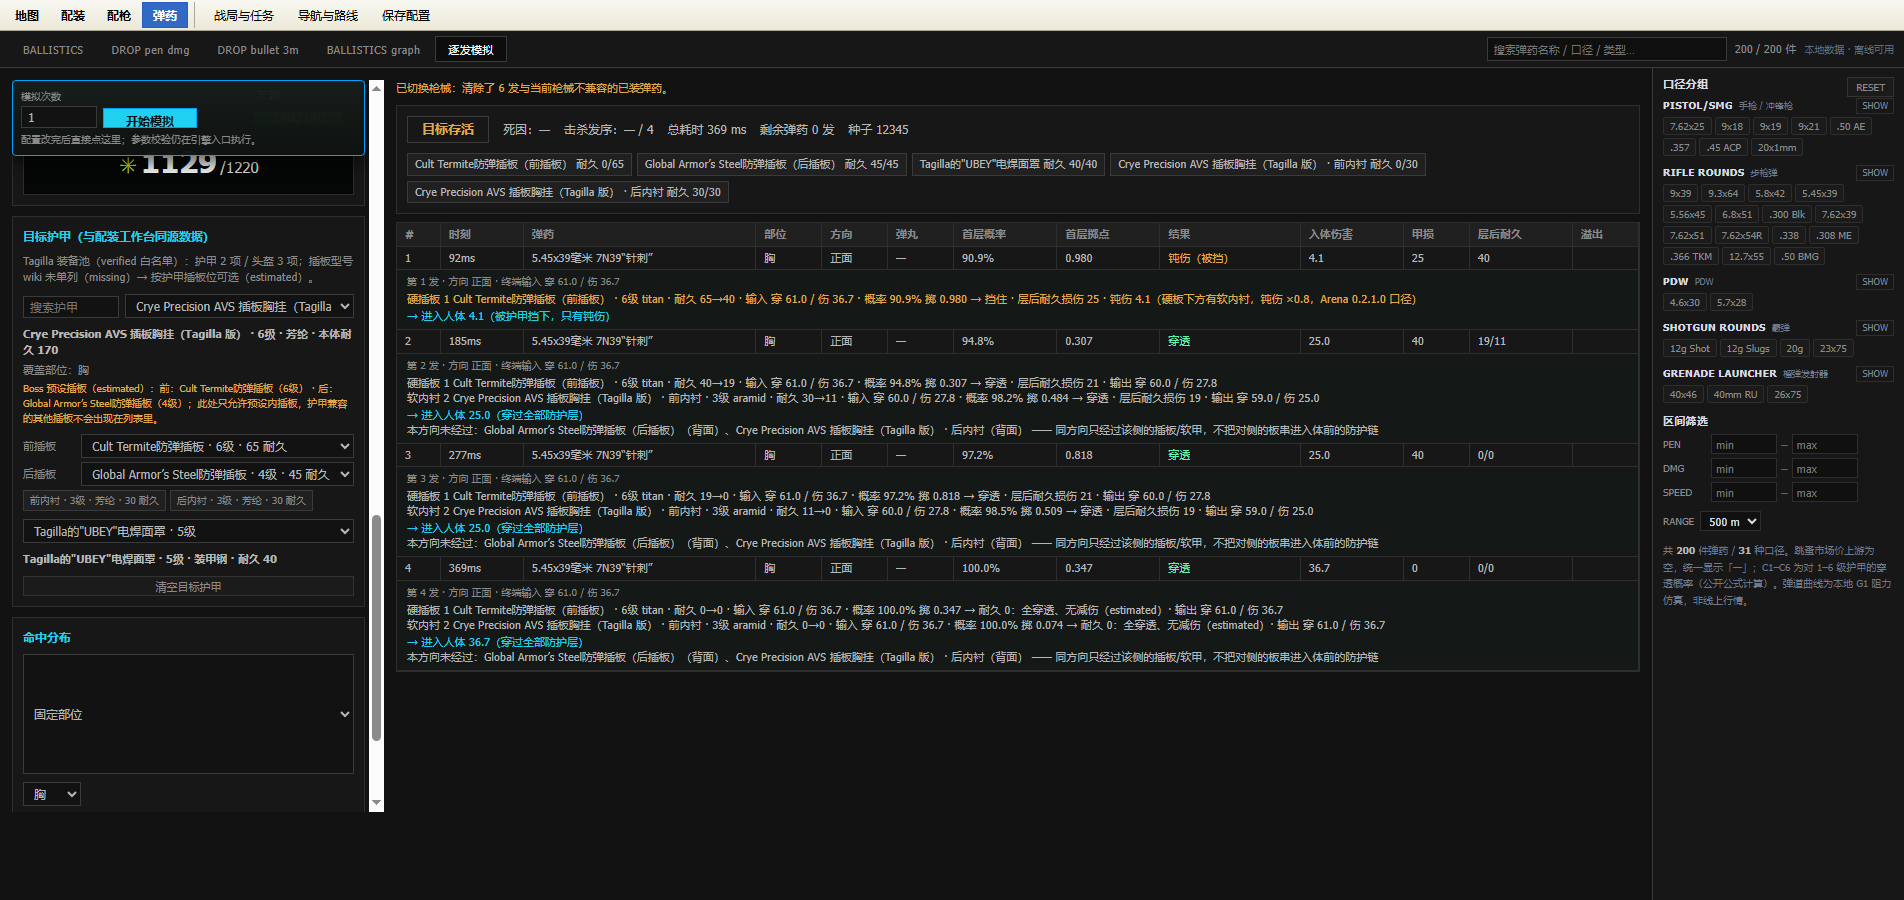 地图 配装 配枪 弹药 战局与任务 导航与路线 保存配置
BALLISTICS DROP pen dmg DROP bullet 3m BALLISTICS graph 逐发模拟 搜索弹药名称 / 口径 / 类型... 200 / 200 件 本地数据 · 离线可用
模拟次数
1 开始模拟
配置改完后直接点这里；参数校验仍在引擎入口执行。
1129 /1220
目标护甲（与配装工作台同源数据）
Tagilla 装备池（verified 白名单）：护甲 2 项 / 头盔 3 项；插板型号
wiki 未单列（missing）→ 按护甲插板位可选（estimated）。
搜索护甲 Crye Precision AVS 插板胸挂（Tagilla
Crye Precision AVS 插板胸挂（Tagilla 版） · 6级 · 芳纶 · 本体耐
久 170
覆盖部位：胸
Boss 预设插板（estimated）：前：Cult Termite防弹插板（6级） · 后：
Global Armor's Steel防弹插板（4级）；此处只允许预设内插板，护甲兼容
的其他插板不会出现在列表里。
前插板 Cult Termite防弹插板 · 6级 · 65 耐久
后插板 Global Armor's Steel防弹插板 · 4级 · 45 耐久
前内衬 · 3级 · 芳纶 · 30 耐久 后内衬 · 3级 · 芳纶 · 30 耐久
Tagilla的"UBEY"电焊面罩 · 5级
Tagilla的"UBEY"电焊面罩 · 5级 · 装甲钢 · 耐久 40
清空目标护甲
命中分布
固定部位
胸
已切换枪械：清除了 6 发与当前枪械不兼容的已装弹药。
目标存活 死因：— 击杀发序：— / 4 总耗时 369 ms 剩余弹药 0 发 种子 12345
Cult Termite防弹插板（前插板） 耐久 0/65 Global Armor's Steel防弹插板（后插板） 耐久 45/45 Tagilla的"UBEY"电焊面罩 耐久 40/40 Crye Precision AVS 插板胸挂（Tagilla 版） · 前内衬 耐久 0/30
Crye Precision AVS 插板胸挂（Tagilla 版） · 后内衬 耐久 30/30
# 时刻 弹药 部位 方向 弹丸 首层概率 首层掷点 结果 入体伤害 甲损 层后耐久 溢出
1 92ms 5.45x39毫米 7N39"针刺" 胸 正面 — 90.9% 0.980 钝伤（被挡） 4.1 25 40
第 1 发 · 方向 正面 · 终端输入 穿 61.0 / 伤 36.7
硬插板 1 Cult Termite防弹插板（前插板） · 6级 titan · 耐久 65→40 · 输入 穿 61.0 / 伤 36.7 · 概率 90.9% 掷 0.980 → 挡住 · 层后耐久损伤 25 · 钝伤 4.1（硬板下方有软内衬，钝伤 ×0.8，Arena 0.2.1.0 口径）
→ 进入人体 4.1（被护甲挡下，只有钝伤）
2 185ms 5.45x39毫米 7N39"针刺" 胸 正面 — 94.8% 0.307 穿透 25.0 40 19/11
第 2 发 · 方向 正面 · 终端输入 穿 61.0 / 伤 36.7
硬插板 1 Cult Termite防弹插板（前插板） · 6级 titan · 耐久 40→19 · 输入 穿 61.0 / 伤 36.7 · 概率 94.8% 掷 0.307 → 穿透 · 层后耐久损伤 21 · 输出 穿 60.0 / 伤 27.8
软内衬 2 Crye Precision AVS 插板胸挂（Tagilla 版） · 前内衬 · 3级 aramid · 耐久 30→11 · 输入 穿 60.0 / 伤 27.8 · 概率 98.2% 掷 0.484 → 穿透 · 层后耐久损伤 19 · 输出 穿 59.0 / 伤 25.0
→ 进入人体 25.0（穿过全部防护层）
本方向未经过：Global Armor's Steel防弹插板（后插板）（背面）、Crye Precision AVS 插板胸挂（Tagilla 版） · 后内衬（背面） —— 同方向只经过该侧的插板/软甲，不把对侧的板串进入体前的防护链
3 277ms 5.45x39毫米 7N39"针刺" 胸 正面 — 97.2% 0.818 穿透 25.0 40 0/0
第 3 发 · 方向 正面 · 终端输入 穿 61.0 / 伤 36.7
硬插板 1 Cult Termite防弹插板（前插板） · 6级 titan · 耐久 19→0 · 输入 穿 61.0 / 伤 36.7 · 概率 97.2% 掷 0.818 → 穿透 · 层后耐久损伤 21 · 输出 穿 60.0 / 伤 27.8
软内衬 2 Crye Precision AVS 插板胸挂（Tagilla 版） · 前内衬 · 3级 aramid · 耐久 11→0 · 输入 穿 60.0 / 伤 27.8 · 概率 98.5% 掷 0.509 → 穿透 · 层后耐久损伤 19 · 输出 穿 59.0 / 伤 25.0
→ 进入人体 25.0（穿过全部防护层）
本方向未经过：Global Armor's Steel防弹插板（后插板）（背面）、Crye Precision AVS 插板胸挂（Tagilla 版） · 后内衬（背面） —— 同方向只经过该侧的插板/软甲，不把对侧的板串进入体前的防护链
4 369ms 5.45x39毫米 7N39"针刺" 胸 正面 — 100.0% 0.347 穿透 36.7 0 0/0
第 4 发 · 方向 正面 · 终端输入 穿 61.0 / 伤 36.7
硬插板 1 Cult Termite防弹插板（前插板） · 6级 titan · 耐久 0→0 · 输入 穿 61.0 / 伤 36.7 · 概率 100.0% 掷 0.347 → 耐久 0：全穿透、无减伤（estimated） · 输出 穿 61.0 / 伤 36.7
软内衬 2 Crye Precision AVS 插板胸挂（Tagilla 版） · 前内衬 · 3级 aramid · 耐久 0→0 · 输入 穿 61.0 / 伤 36.7 · 概率 100.0% 掷 0.074 → 耐久 0：全穿透、无减伤（estimated） · 输出 穿 61.0 / 伤 36.7
→ 进入人体 36.7（穿过全部防护层）
本方向未经过：Global Armor's Steel防弹插板（后插板）（背面）、Crye Precision AVS 插板胸挂（Tagilla 版） · 后内衬（背面） —— 同方向只经过该侧的插板/软甲，不把对侧的板串进入体前的防护链
口径分组 RESET
PISTOL/SMG 手枪 / 冲锋枪 SHOW
7.62x25 9x18 9x19 9x21 .50 AE
.357 .45 ACP 20x1mm
RIFLE ROUNDS 步枪弹 SHOW
9x39 9.3x64 5.8x42 5.45x39
5.56x45 6.8x51 .300 Blk 7.62x39
7.62x51 7.62x54R .338 .308 ME
.366 TKM 12.7x55 .50 BMG
PDW PDW SHOW
4.6x30 5.7x28
SHOTGUN ROUNDS 霰弹 SHOW
12g Shot 12g Slugs 20g 23x75
GRENADE LAUNCHER 榴弹发射器 SHOW
40x46 40mm RU 26x75
区间筛选
PEN min — max
DMG min — max
SPEED min — max
RANGE 500 m
共 200 件弹药 / 31 种口径。跳蚤市场价上游为
空，统一显示「—」；C1–C6 为对 1–6 级护甲的穿
透概率（公开公式计算）。弹道曲线为本地 G1 阻力
仿真，非线上行情。